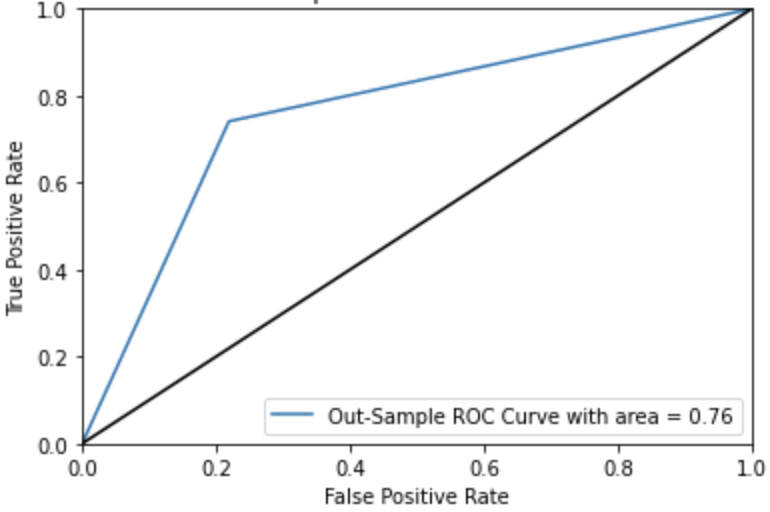 1.0
0.8
0.6
0.4
0.2
0.0
True Positive Rate
Out-Sample ROC Curve with area = 0.76
0.0 0.2 0.4 0.6 0.8 1.0
False Positive Rate